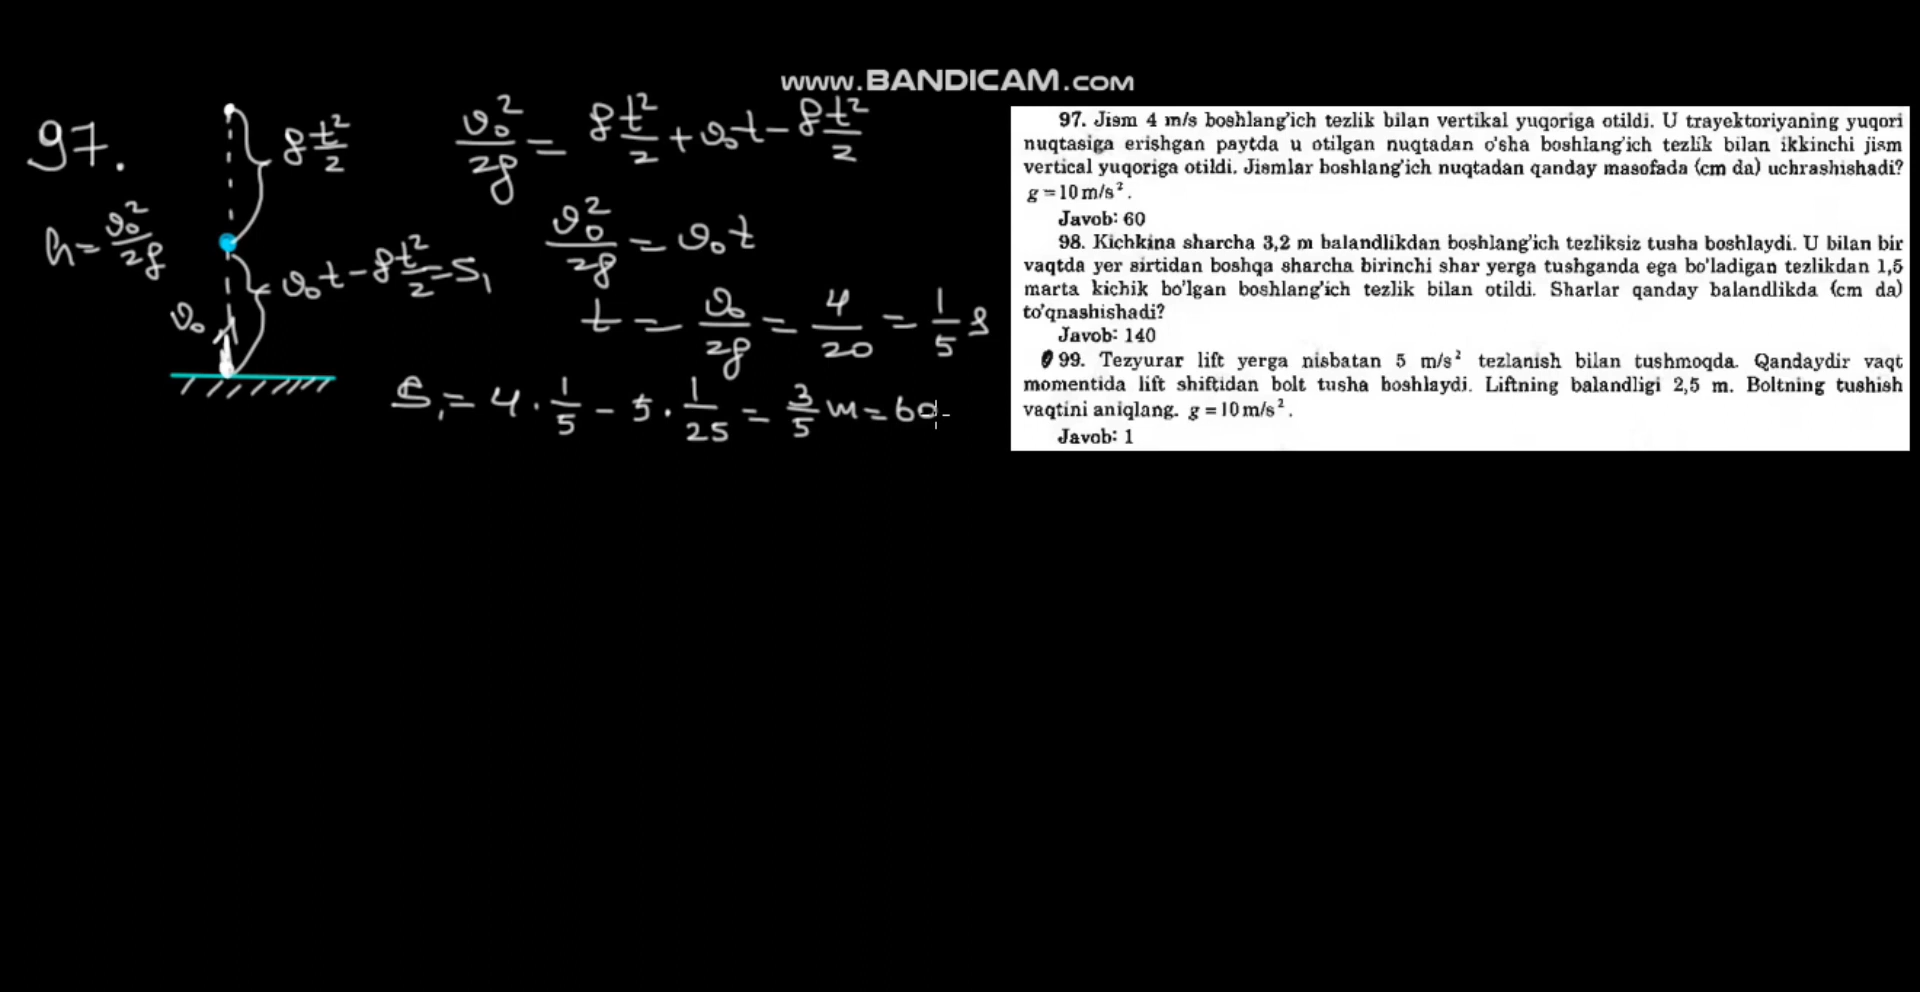 www.BANDICAM.com
97.
g t²/2
h = υ₀²/2g
υ₀t - g t²/2 = S₁
υ₀
υ₀²/2g = g t²/2 + υ₀t - g t²/2
υ₀²/2g = υ₀t
t = υ₀/2g = 4/20 = 1/5 s
S₁ = 4 · 1/5 - 5 · 1/25 = 3/5 m = 60
97. Jism 4 m/s boshlang'ich tezlik bilan vertikal yuqoriga otildi. U trayektoriyaning yuqori
nuqtasiga erishgan paytda u otilgan nuqtadan o'sha boshlang'ich tezlik bilan ikkinchi jism
vertical yuqoriga otildi. Jismlar boshlang'ich nuqtadan qanday masofada (cm da) uchrashishadi?
g = 10 m/s².
Javob: 60
98. Kichkina sharcha 3,2 m balandlikdan boshlang'ich tezliksiz tusha boshlaydi. U bilan bir
vaqtda yer sirtidan boshqa sharcha birinchi shar yerga tushganda ega bo'ladigan tezlikdan 1,5
marta kichik bo'lgan boshlang'ich tezlik bilan otildi. Sharlar qanday balandlikda (cm da)
to'qnashishadi?
Javob: 140
99. Tezyurar lift yerga nisbatan 5 m/s² tezlanish bilan tushmoqda. Qandaydir vaqt
momentida lift shiftidan bolt tusha boshlaydi. Liftning balandligi 2,5 m. Boltning tushish
vaqtini aniqlang. g = 10 m/s².
Javob: 1